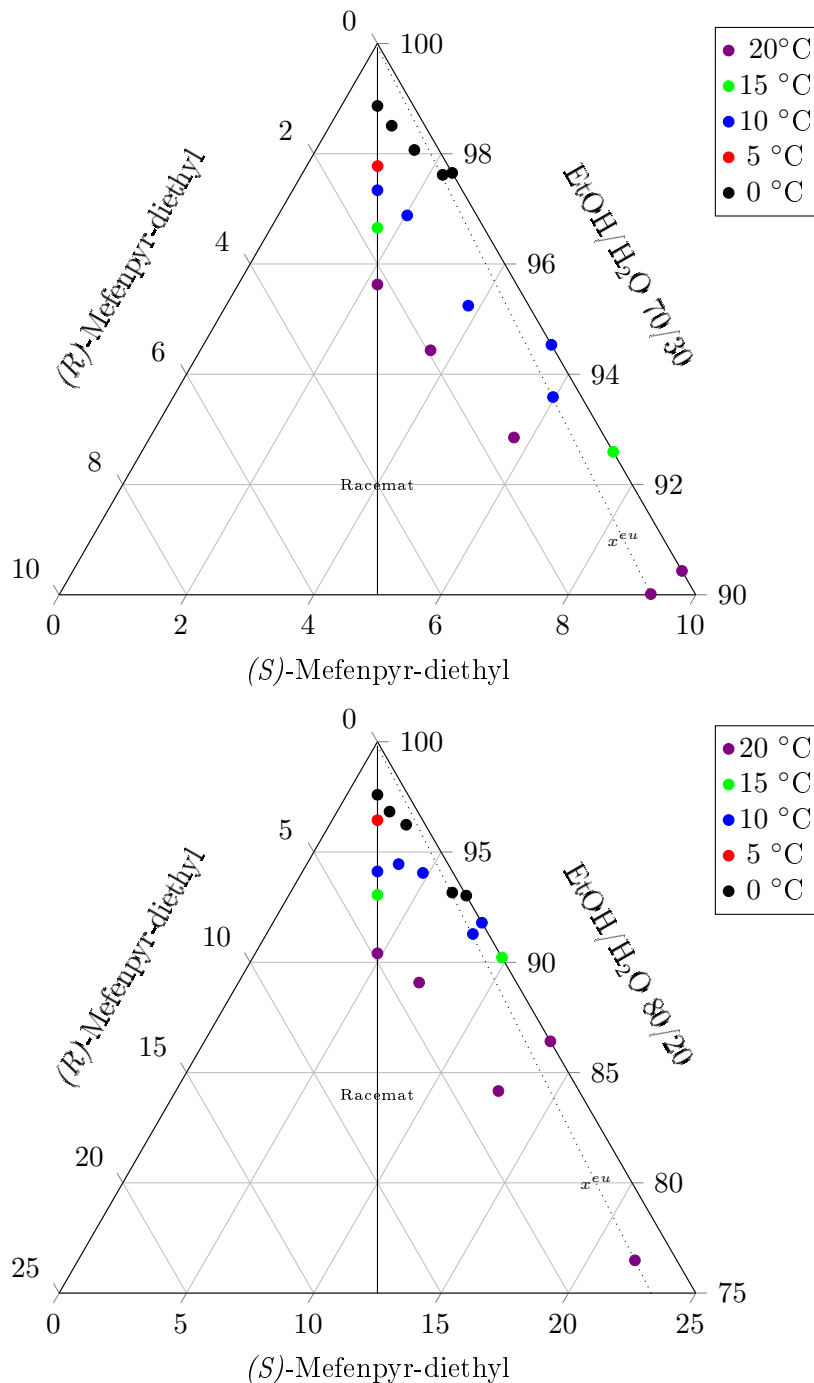 0
100
20°C
15 °C
10 °C
5 °C
0 °C
2
98
(R)-Mefenpyr-diethyl
EtOH/H₂O 70/30
4
96
6
94
8
Racemat
92
xᵉᵘ
10
90
0 2 4 6 8 10
(S)-Mefenpyr-diethyl
0
100
20 °C
15 °C
10 °C
5 °C
0 °C
5
95
(R)-Mefenpyr-diethyl
EtOH/H₂O 80/20
10
90
15
85
Racemat
20
80
xᵉᵘ
25
75
0 5 10 15 20 25
(S)-Mefenpyr-diethyl